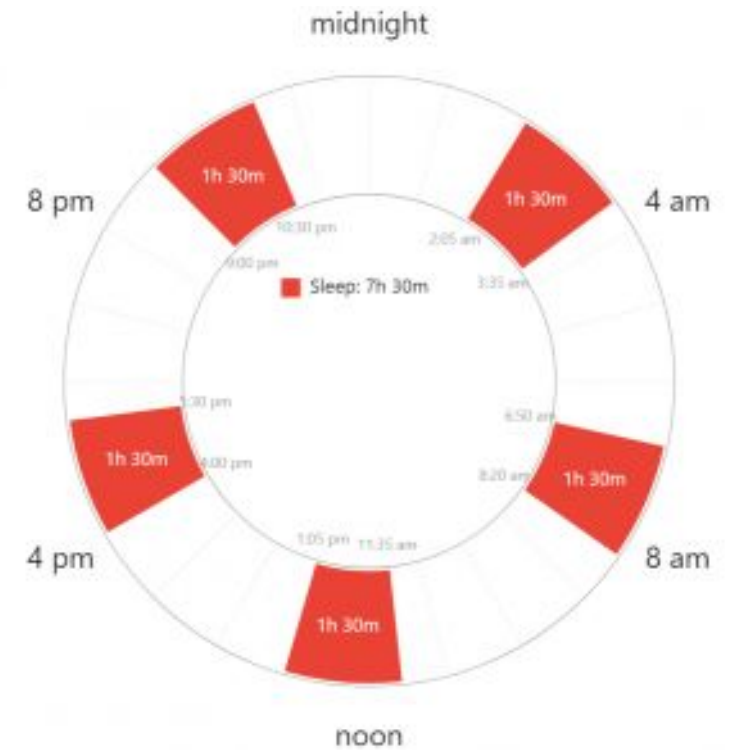 midnight
1h 30m
1h 30m
8 pm
4 am
10:30 pm
2:05 am
9:00 pm
3:35 am
Sleep: 7h 30m
5:30 pm
6:50 am
1h 30m
4:00 pm
8:20 am
1h 30m
1:05 pm
11:35 am
4 pm
8 am
1h 30m
noon